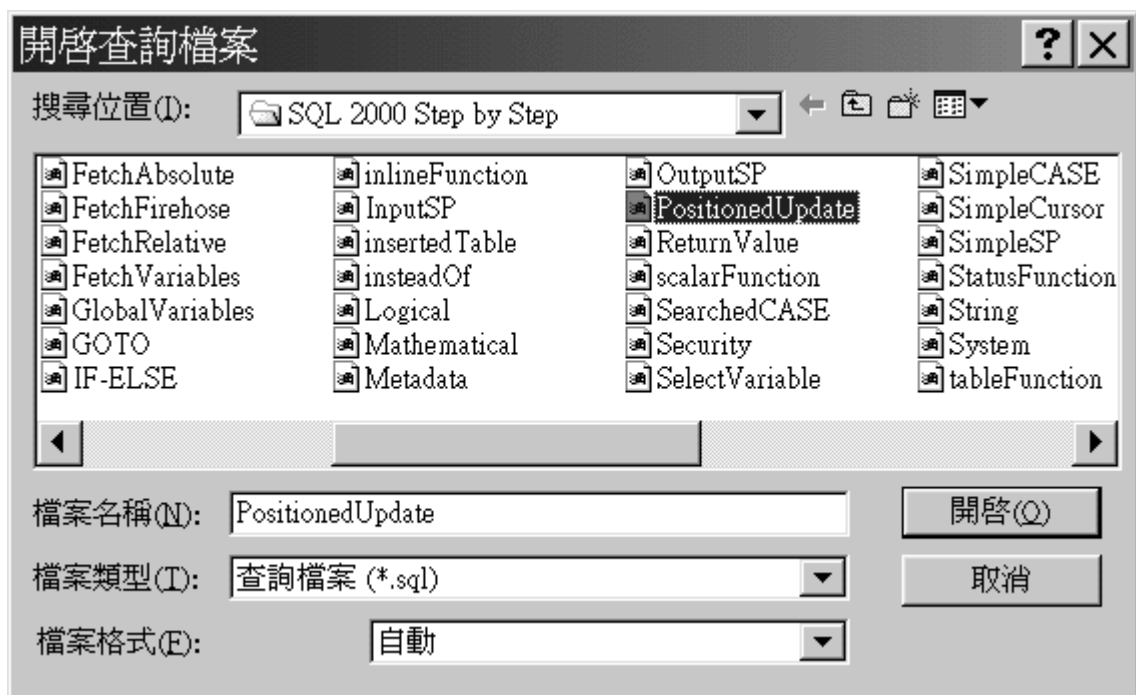 開啓查詢檔案
搜尋位置(I): SQL 2000 Step by Step
FetchAbsolute inlineFunction OutputSP SimpleCASE
FetchFirehose InputSP PositionedUpdate SimpleCursor
FetchRelative insertedTable ReturnValue SimpleSP
FetchVariables insteadOf scalarFunction StatusFunction
GlobalVariables Logical SearchedCASE String
GOTO Mathematical Security System
IF-ELSE Metadata SelectVariable tableFunction
檔案名稱(N): PositionedUpdate 開啓(O)
檔案類型(T): 查詢檔案 (*.sql) 取消
檔案格式(F): 自動